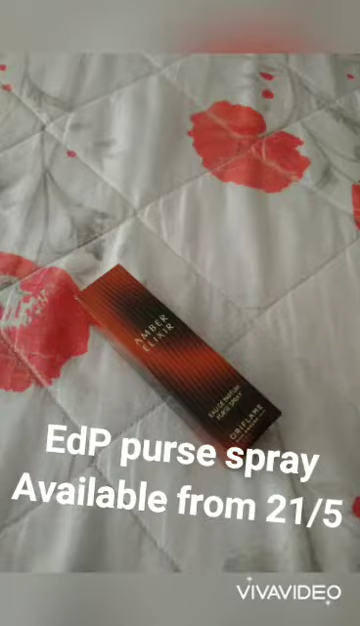 AMBER
ELIXIR
EAU DE PARFUM
PURSE SPRAY
ORIFLAME
EdP purse spray
Available from 21/5
VIVAVIDEO